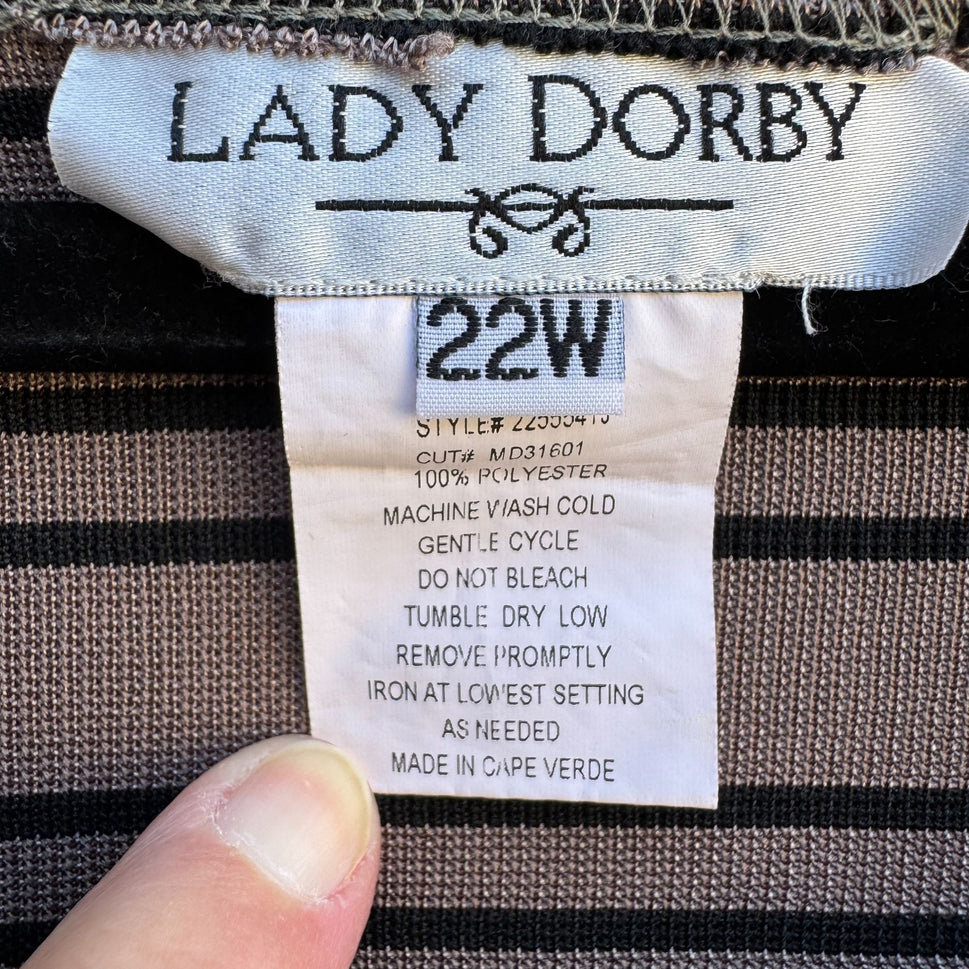 LADY DORBY
22W
STYLE#
CUT# MD31601
100% POLYESTER
MACHINE WASH COLD
GENTLE CYCLE
DO NOT BLEACH
TUMBLE DRY LOW
REMOVE PROMPTLY
IRON AT LOWEST SETTING
AS NEEDED
MADE IN CAPE VERDE